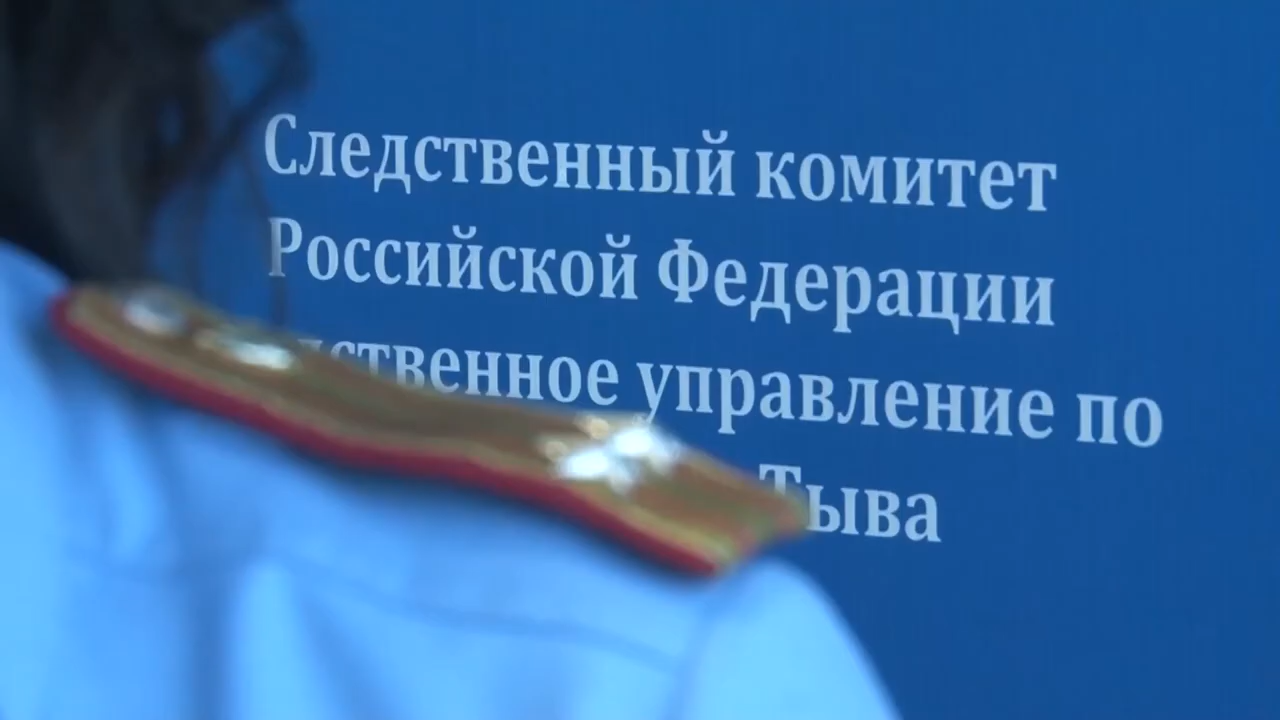 Следственный комитет
Российской Федерации
управление по
Тыва